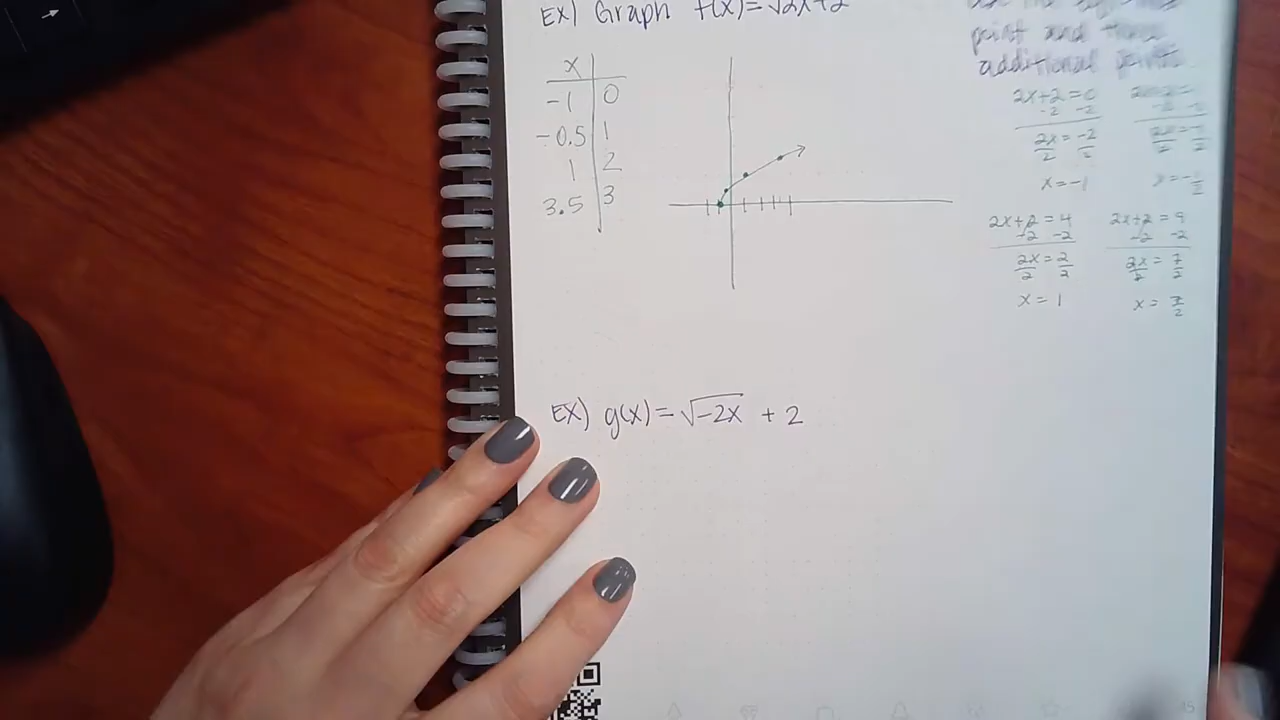 EX) Graph f(x) = √2x+2
point and three
additional points.
x
-1 0
-0.5 1
1 2
3.5 3
2x+2=0
-2 -2
2x = -2
2 2
x = -1
2x+2 = 4
-2 -2
2x = 2
2 2
x = 1
2x+2 = 9
-2 -2
2x = 7
2 2
x = 7/2
EX) g(x) = √-2x + 2